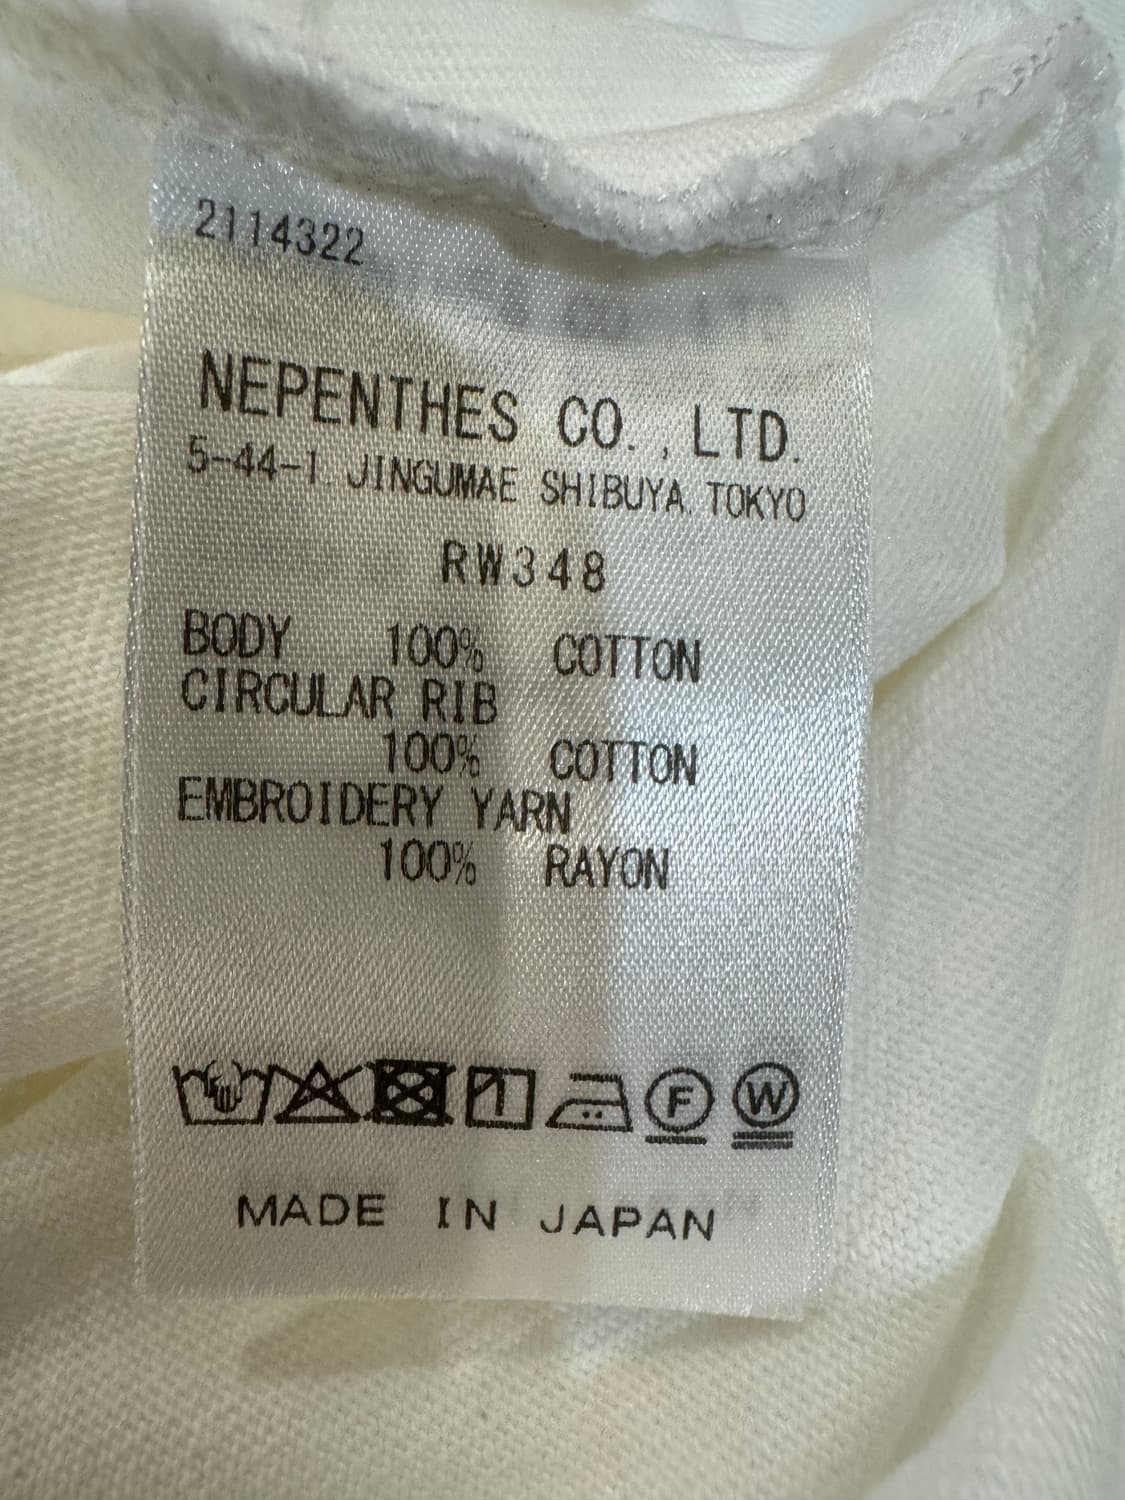 2114322
NEPENTHES CO.,LTD.
5-44-1 JINGUMAE SHIBUYA TOKYO
RW348
BODY 100% COTTON
CIRCULAR RIB
100% COTTON
EMBROIDERY YARN
100% RAYON
F W
MADE IN JAPAN